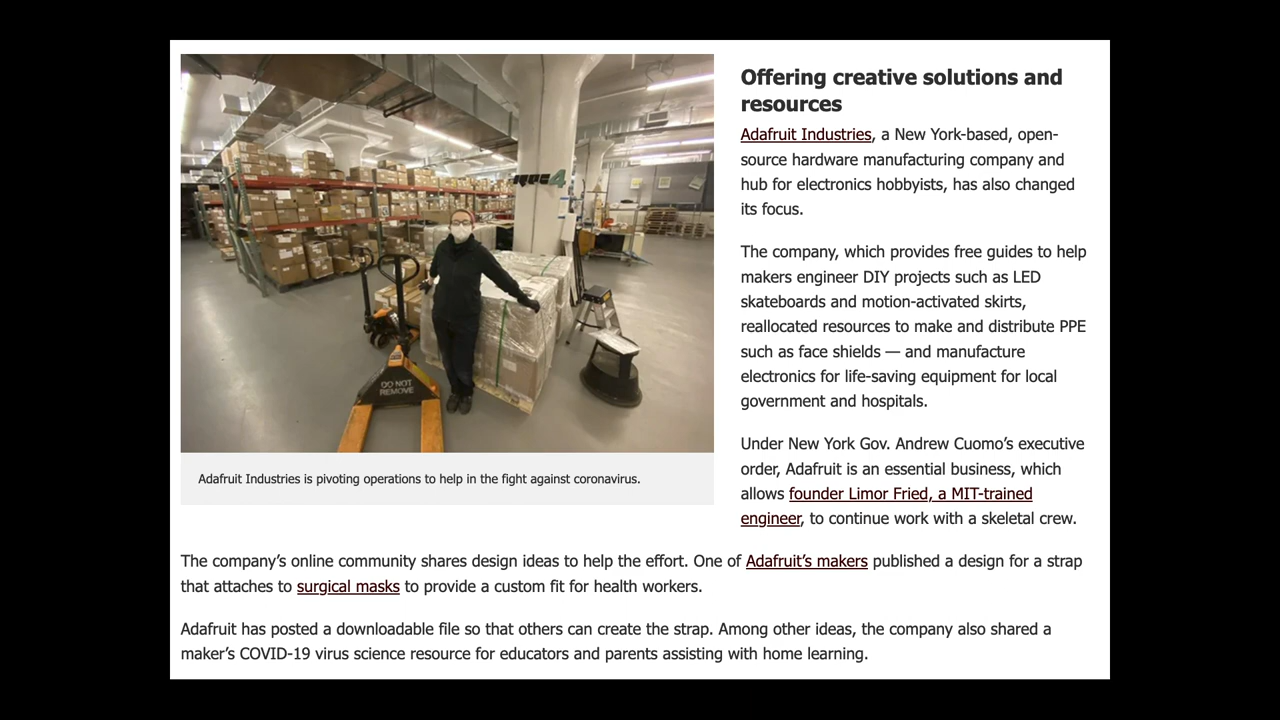 Offering creative solutions and
resources
Adafruit Industries, a New York-based, open-
source hardware manufacturing company and
hub for electronics hobbyists, has also changed
its focus.
The company, which provides free guides to help
makers engineer DIY projects such as LED
skateboards and motion-activated skirts,
reallocated resources to make and distribute PPE
such as face shields — and manufacture
electronics for life-saving equipment for local
government and hospitals.
Under New York Gov. Andrew Cuomo’s executive
order, Adafruit is an essential business, which
allows founder Limor Fried, a MIT-trained
engineer, to continue work with a skeletal crew.
DO NOT
REMOVE
Adafruit Industries is pivoting operations to help in the fight against coronavirus.
The company’s online community shares design ideas to help the effort. One of Adafruit’s makers published a design for a strap
that attaches to surgical masks to provide a custom fit for health workers.
Adafruit has posted a downloadable file so that others can create the strap. Among other ideas, the company also shared a
maker’s COVID-19 virus science resource for educators and parents assisting with home learning.